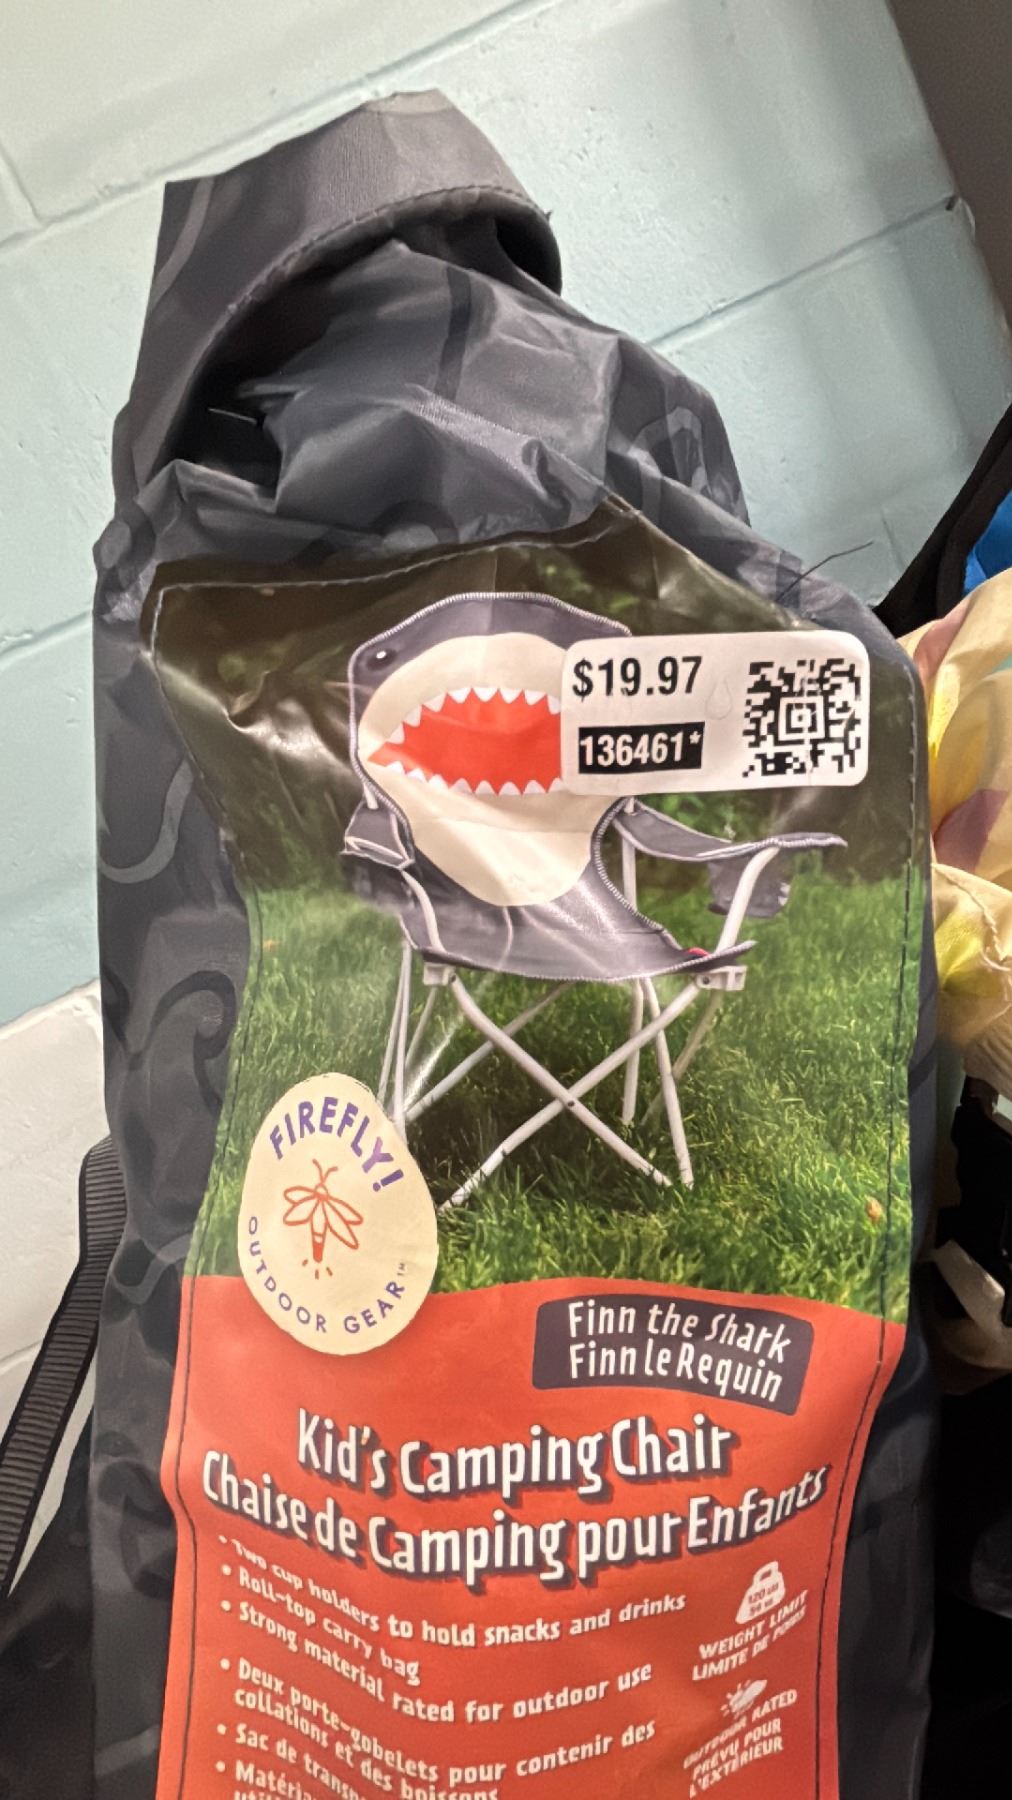 $19.97
136461*
FIREFLY!
OUTDOOR GEAR™
Finn the Shark
Finn le Requin
Kid's Camping Chair
Chaise de Camping pour Enfants
• Two cup holders to hold snacks and drinks
• Roll-top carry bag
• Strong material rated for outdoor use
• Deux porte-gobelets pour contenir des
collations et des boissons
• Sac de
• Matéri
WEIGHT LIMIT
LIMITE DE POIDS
OUTDOOR RATED
PRÉVU POUR
L'EXTÉRIEUR